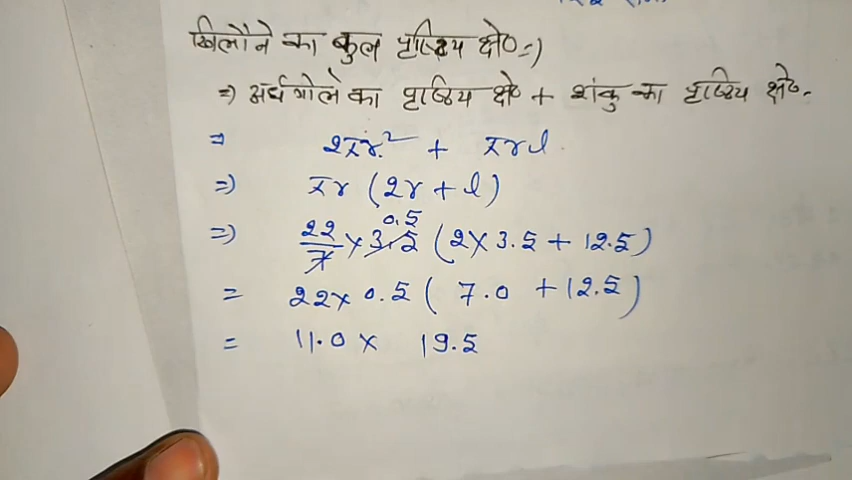 खिलौने का कुल पृष्ठिय क्षे० =)
=) अर्धगोले का पृष्ठिय क्षे० + शंकु का पृष्ठिय क्षे०.
=) 2πr² + πrl
=) πr (2r + l)
0.5
=) 22/7 × 3.5 (2 × 3.5 + 12.5)
= 22 × 0.5 ( 7.0 + 12.5)
= 11.0 × 19.5